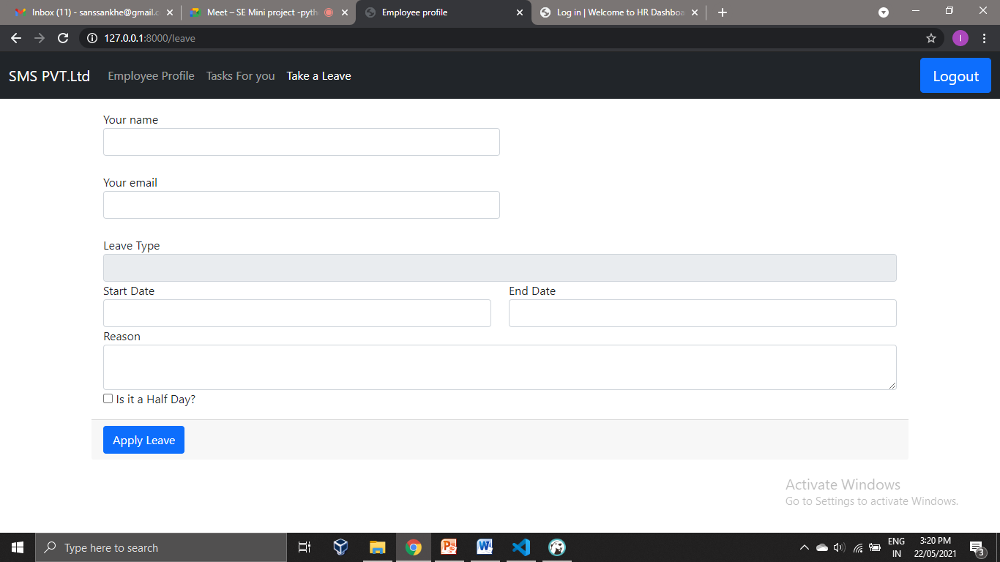 Inbox (11) - sanssankhe@gmail.c
Meet – SE Mini project -pyth
Employee profile
Log in | Welcome to HR Dashboa
127.0.0.1:8000/leave
I
SMS PVT.Ltd Employee Profile Tasks For you Take a Leave Logout
Your name
Your email
Leave Type
Start Date End Date
Reason
Is it a Half Day?
Apply Leave
Activate Windows
Go to Settings to activate Windows.
Type here to search
ENG
IN
3:20 PM
22/05/2021
3